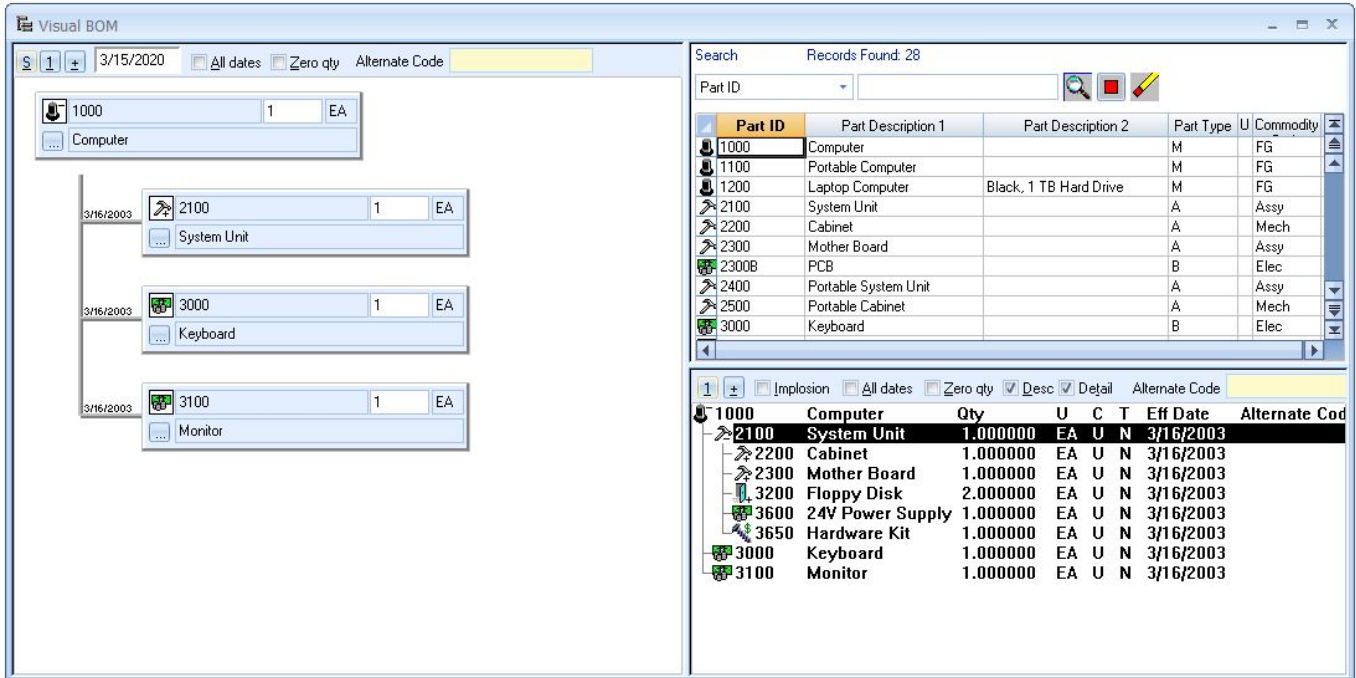 Visual BOM
S 1 ± 3/15/2020 All dates Zero qty Alternate Code
1000 1 EA
... Computer
3/16/2003 2100 1 EA
... System Unit
3/16/2003 3000 1 EA
... Keyboard
3/16/2003 3100 1 EA
... Monitor
Search Records Found: 28
Part ID
Part ID Part Description 1 Part Description 2 Part Type U Commodity
1000 Computer M FG
1100 Portable Computer M FG
1200 Laptop Computer Black, 1 TB Hard Drive M FG
2100 System Unit A Assy
2200 Cabinet A Mech
2300 Mother Board A Assy
2300B PCB B Elec
2400 Portable System Unit A Assy
2500 Portable Cabinet A Mech
3000 Keyboard B Elec
1 ± Implosion All dates Zero qty Desc Detail Alternate Code
1000 Computer Qty U C T Eff Date Alternate Cod
2100 System Unit 1.000000 EA U N 3/16/2003
2200 Cabinet 1.000000 EA U N 3/16/2003
2300 Mother Board 1.000000 EA U N 3/16/2003
3200 Floppy Disk 2.000000 EA U N 3/16/2003
3600 24V Power Supply 1.000000 EA U N 3/16/2003
3650 Hardware Kit 1.000000 EA U N 3/16/2003
3000 Keyboard 1.000000 EA U N 3/16/2003
3100 Monitor 1.000000 EA U N 3/16/2003